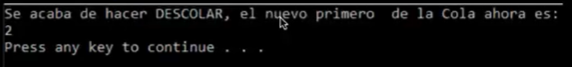 Se acaba de hacer DESCOLAR, el nuevo primero  de la Cola ahora es:
2
Press any key to continue . . .